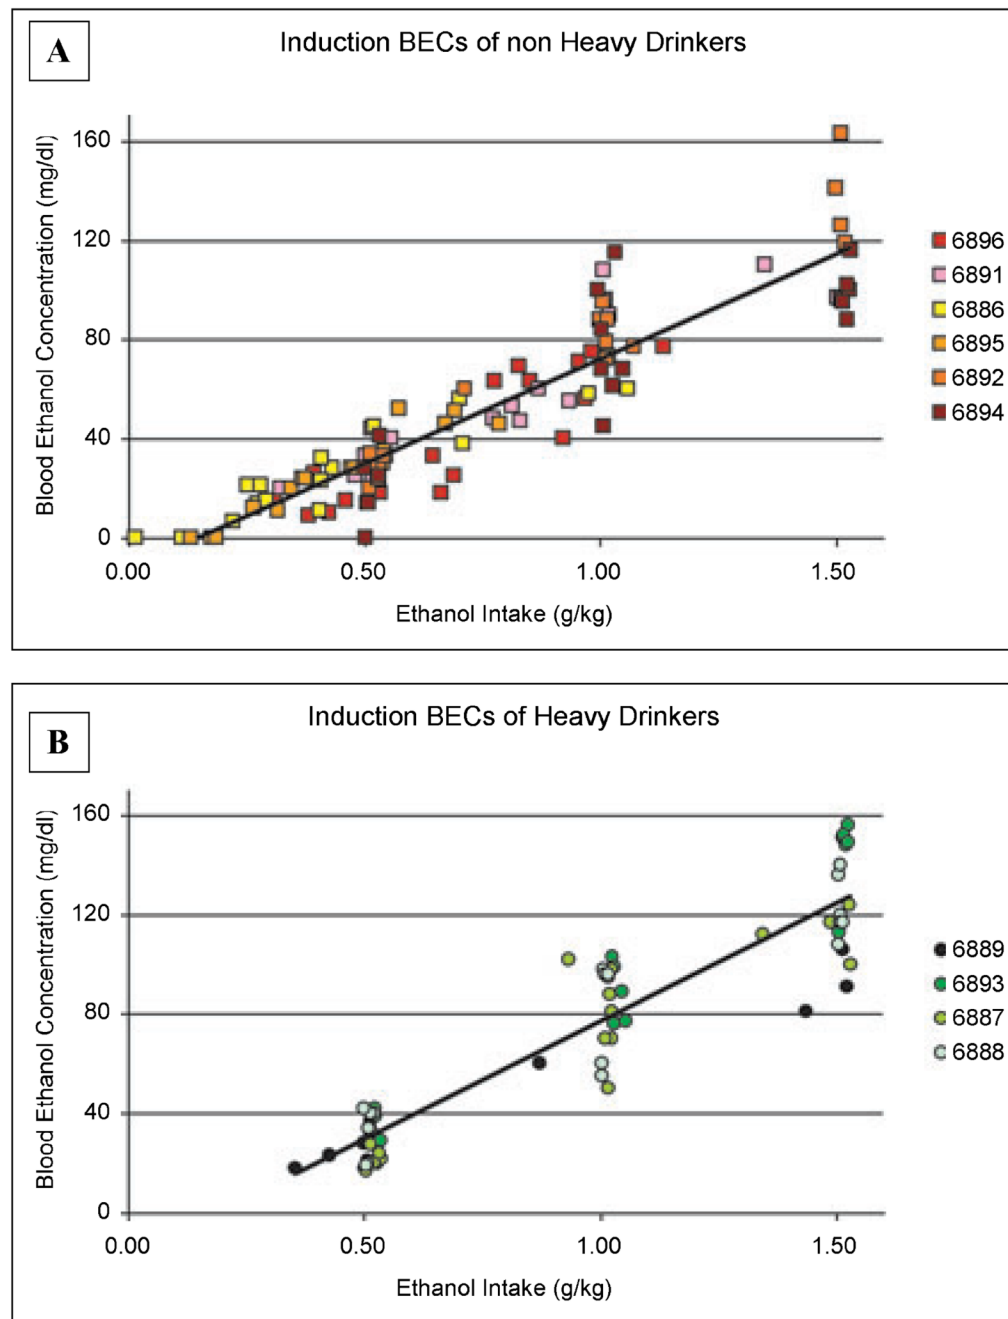 A
Induction BECs of non Heavy Drinkers
Blood Ethanol Concentration (mg/dl)
160
120
80
40
0
0.00 0.50 1.00 1.50
Ethanol Intake (g/kg)
6896
6891
6886
6895
6892
6894
B
Induction BECs of Heavy Drinkers
Blood Ethanol Concentration (mg/dl)
160
120
80
40
0
0.00 0.50 1.00 1.50
Ethanol Intake (g/kg)
6889
6893
6887
6888